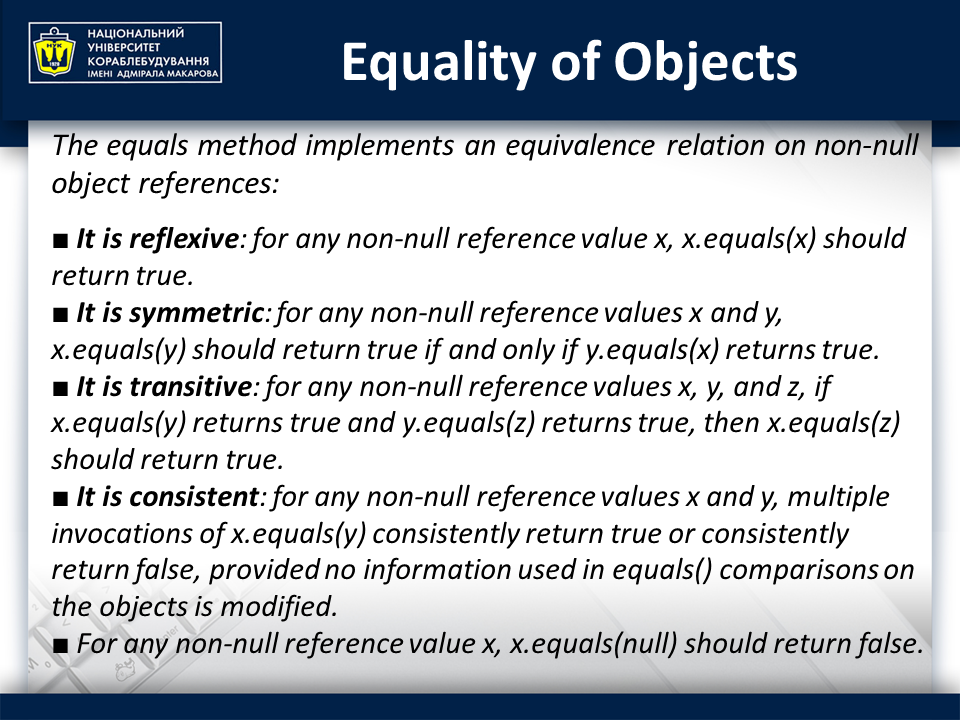 НАЦІОНАЛЬНИЙ
УНІВЕРСИТЕТ
КОРАБЛЕБУДУВАННЯ
ІМЕНІ АДМІРАЛА МАКАРОВА
НУК
1920
Equality of Objects
The equals method implements an equivalence relation on non-null
object references:
■ It is reflexive: for any non-null reference value x, x.equals(x) should
return true.
■ It is symmetric: for any non-null reference values x and y,
x.equals(y) should return true if and only if y.equals(x) returns true.
■ It is transitive: for any non-null reference values x, y, and z, if
x.equals(y) returns true and y.equals(z) returns true, then x.equals(z)
should return true.
■ It is consistent: for any non-null reference values x and y, multiple
invocations of x.equals(y) consistently return true or consistently
return false, provided no information used in equals() comparisons on
the objects is modified.
■ For any non-null reference value x, x.equals(null) should return false.